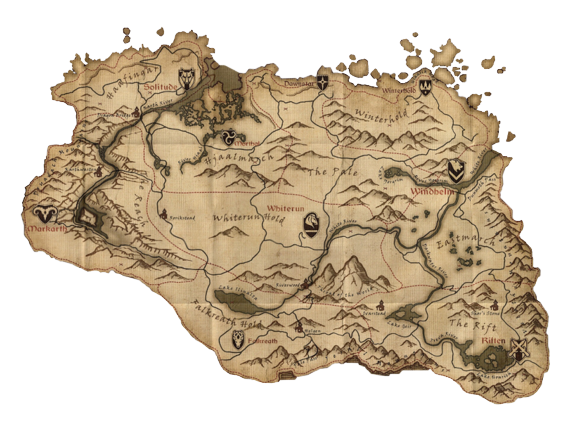 Haafingar
Solitude
Dawnstar
Winterhold
Winterhold
Morthal
Hjaalmarch
The Pale
Windhelm
The Reach
Markarth
Whiterun
Whiterun Hold
Eastmarch
Lake Ilinalta
Riverwood
Falkreath Hold
Falkreath
Helgen
Ivarstead
The Rift
Riften